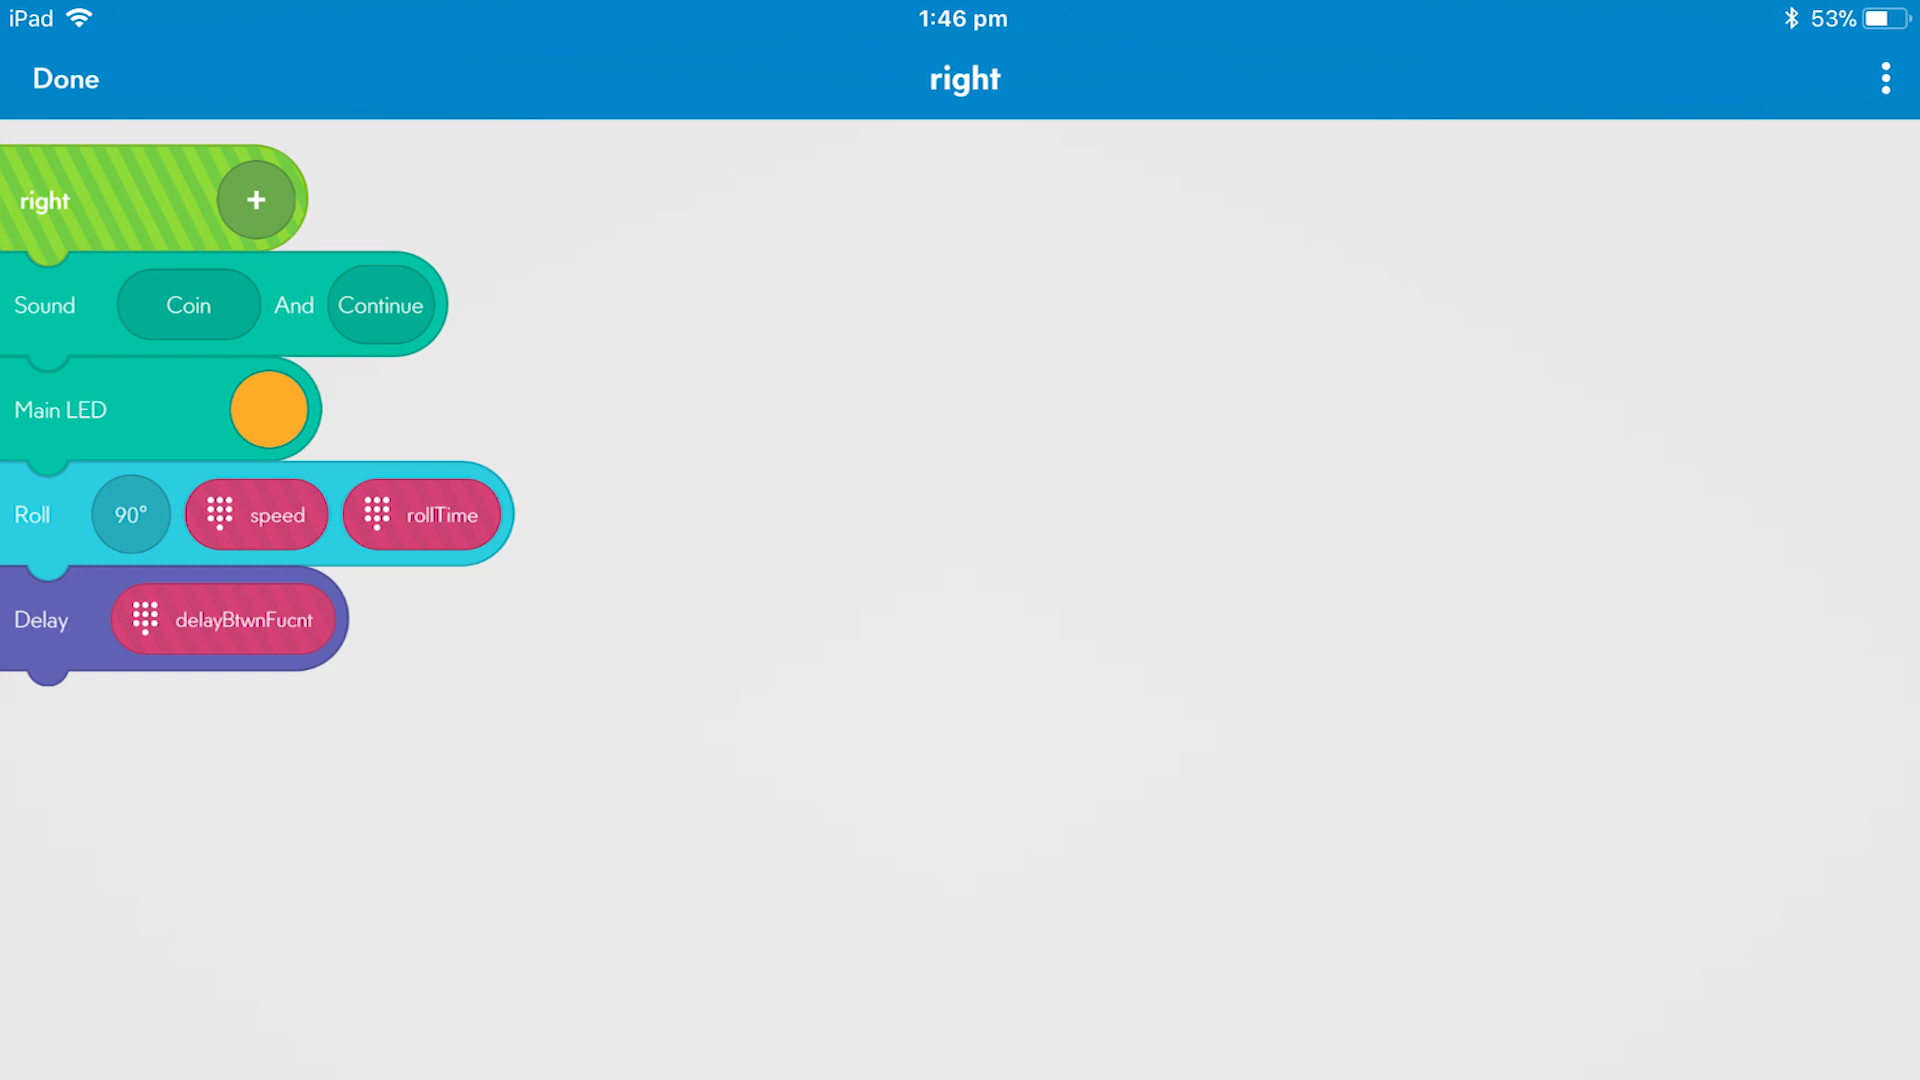 iPad 1:46 pm 53%
Done right
right +
Sound Coin And Continue
Main LED
Roll 90° speed rollTime
Delay delayBtwnFucnt